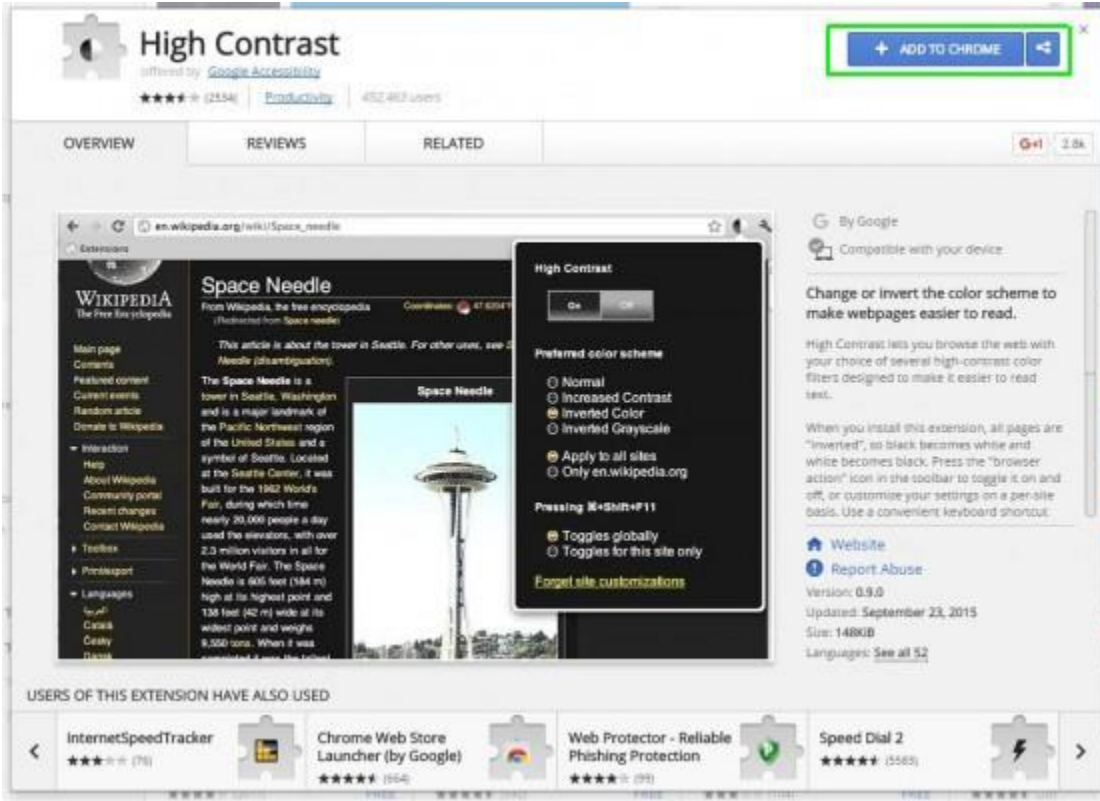 High Contrast
offered by Google Accessibility
(2534) Productivity 452,463 users
+ ADD TO CHROME
OVERVIEW REVIEWS RELATED
G+1 2.8k
en.wikipedia.org/wiki/Space_needle
Extensions
WIKIPEDIA
The Free Encyclopedia
Main page
Contents
Featured content
Current events
Random article
Donate to Wikipedia
Interaction
Help
About Wikipedia
Community portal
Recent changes
Contact Wikipedia
Toolbox
Print/export
Languages
Català
Česky
Space Needle
From Wikipedia, the free encyclopedia
(Redirected from Space needle)
Coordinates:
This article is about the tower in Seattle. For other uses, see
Needle (disambiguation).
The Space Needle is a
tower in Seattle, Washington
and is a major landmark of
the Pacific Northwest region
of the United States and a
symbol of Seattle. Located
at the Seattle Center, it was
built for the 1962 World's
Fair, during which time
nearly 20,000 people a day
used the elevators, with over
2.3 million visitors in all for
the World Fair. The Space
Needle is 605 feet (184 m)
high at its highest point and
138 feet (42 m) wide at its
widest point and weighs
9,550 tons. When it was
Space Needle
High Contrast
On Off
Preferred color scheme
Normal
Increased Contrast
Inverted Color
Inverted Grayscale
Apply to all sites
Only en.wikipedia.org
Pressing ⌘+Shift+F11
Toggles globally
Toggles for this site only
Forget site customizations
By Google
Compatible with your device
Change or invert the color scheme to
make webpages easier to read.
High Contrast lets you browse the web with
your choice of several high-contrast color
filters designed to make it easier to read
text.
When you install this extension, all pages are
"inverted", so black becomes white and
white becomes black. Press the "browser
action" icon in the toolbar to toggle it on and
off, or customize your settings on a per-site
basis. Use a convenient keyboard shortcut
Website
Report Abuse
Version: 0.9.0
Updated: September 23, 2015
Size: 148KiB
Languages: See all 52
USERS OF THIS EXTENSION HAVE ALSO USED
InternetSpeedTracker
(76)
Chrome Web Store
Launcher (by Google)
(664)
Web Protector - Reliable
Phishing Protection
(99)
Speed Dial 2
(5583)